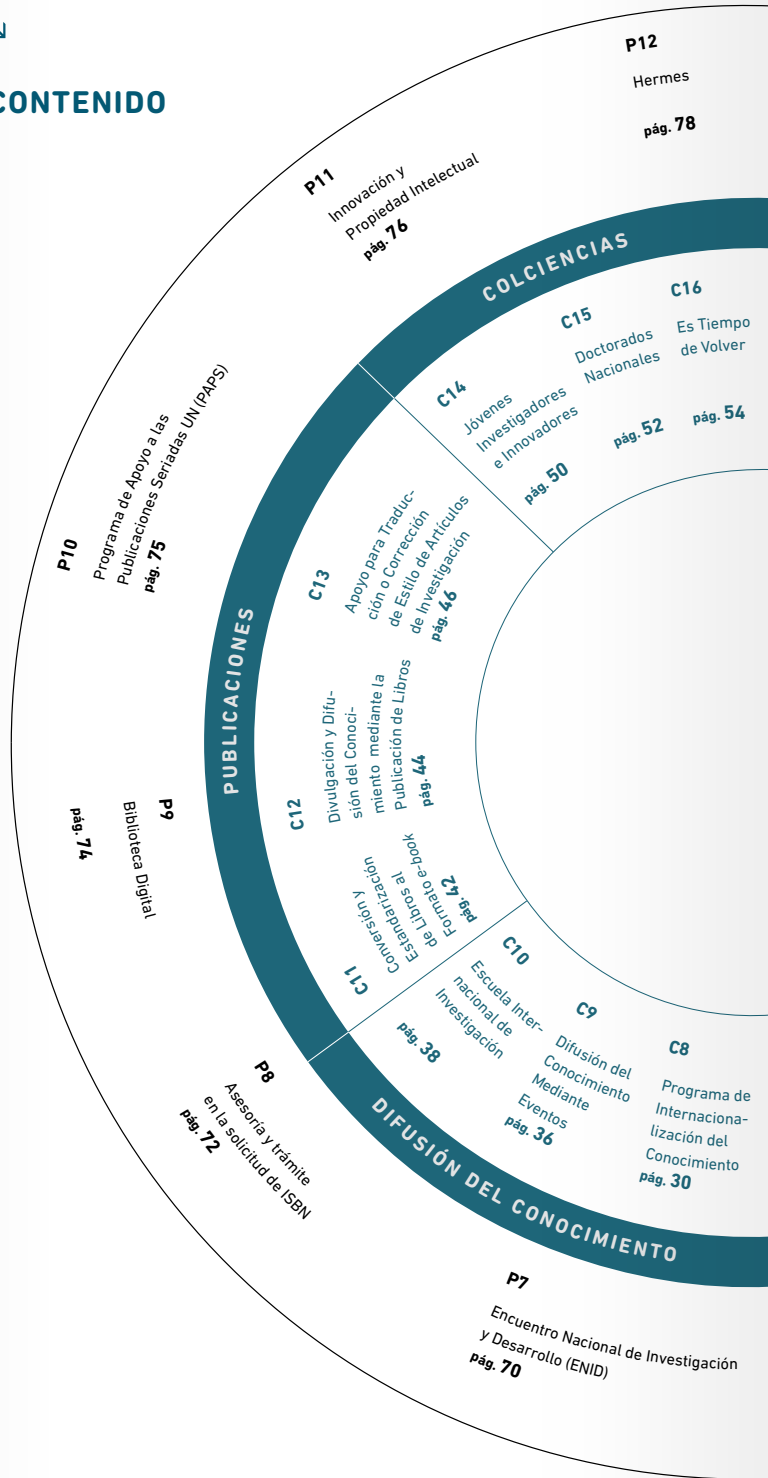 CONTENIDO
P12
Hermes
pág. 78
P11
Innovación y
Propiedad Intelectual
pág. 76
P10
Programa de Apoyo a las
Publicaciones Seriadas UN (PAPS)
pág. 75
P9
Biblioteca Digital
pág. 74
P8
Asesoría y trámite
en la solicitud de ISBN
pág. 72
P7
Encuentro Nacional de Investigación
y Desarrollo (ENID)
pág. 70
COLCIENCIAS
C16
Es Tiempo
de Volver
pág. 54
C15
Doctorados
Nacionales
pág. 52
C14
Jóvenes
Investigadores
e Innovadores
pág. 50
PUBLICACIONES
C13
Apoyo para Traduc-
ción o Corrección
de Estilo de Artículos
de Investigación
pág. 46
C12
Divulgación y Difu-
sión del Conoci-
miento mediante la
Publicación de Libros
pág. 44
C11
Conversión y
Estandarización
de Libros al
Formato e-book
pág. 42
DIFUSIÓN DEL CONOCIMIENTO
C10
Escuela Inter-
nacional de
Investigación
pág. 38
C9
Difusión del
Conocimiento
Mediante
Eventos
pág. 36
C8
Programa de
Internaciona-
lización del
Conocimiento
pág. 30